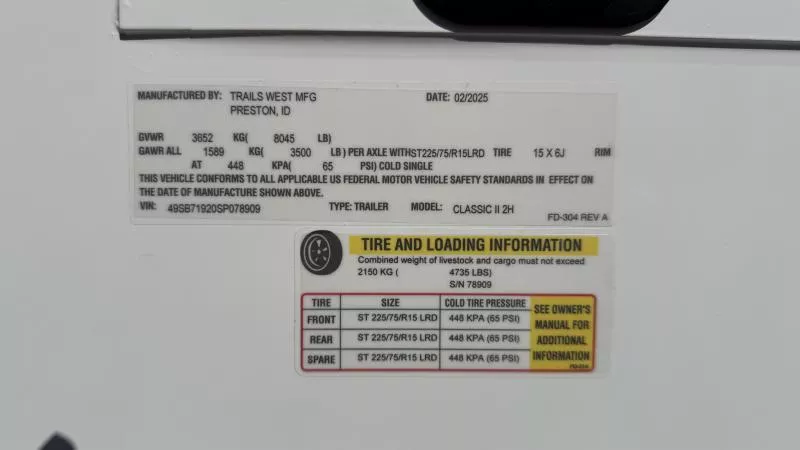 MANUFACTURED BY: TRAILS WEST MFG DATE: 02/2025
PRESTON, ID
GVWR 3652 KG( 8045 LB)
GAWR ALL 1589 KG( 3500 LB ) PER AXLE WITH ST225/75/R15LRD TIRE 15 X 6J RIM
AT 448 KPA( 65 PSI) COLD SINGLE
THIS VEHICLE CONFORMS TO ALL APPLICABLE US FEDERAL MOTOR VEHICLE SAFETY STANDARDS IN EFFECT ON
THE DATE OF MANUFACTURE SHOWN ABOVE.
VIN: 49SB71920SP078909 TYPE: TRAILER MODEL: CLASSIC II 2H
FD-304 REV A
TIRE AND LOADING INFORMATION
Combined weight of livestock and cargo must not exceed
2150 KG ( 4735 LBS)
S/N 78909
TIRE SIZE COLD TIRE PRESSURE
FRONT ST 225/75/R15 LRD 448 KPA (65 PSI)
REAR ST 225/75/R15 LRD 448 KPA (65 PSI)
SPARE ST 225/75/R15 LRD 448 KPA (65 PSI)
SEE OWNER'S
MANUAL FOR
ADDITIONAL
INFORMATION